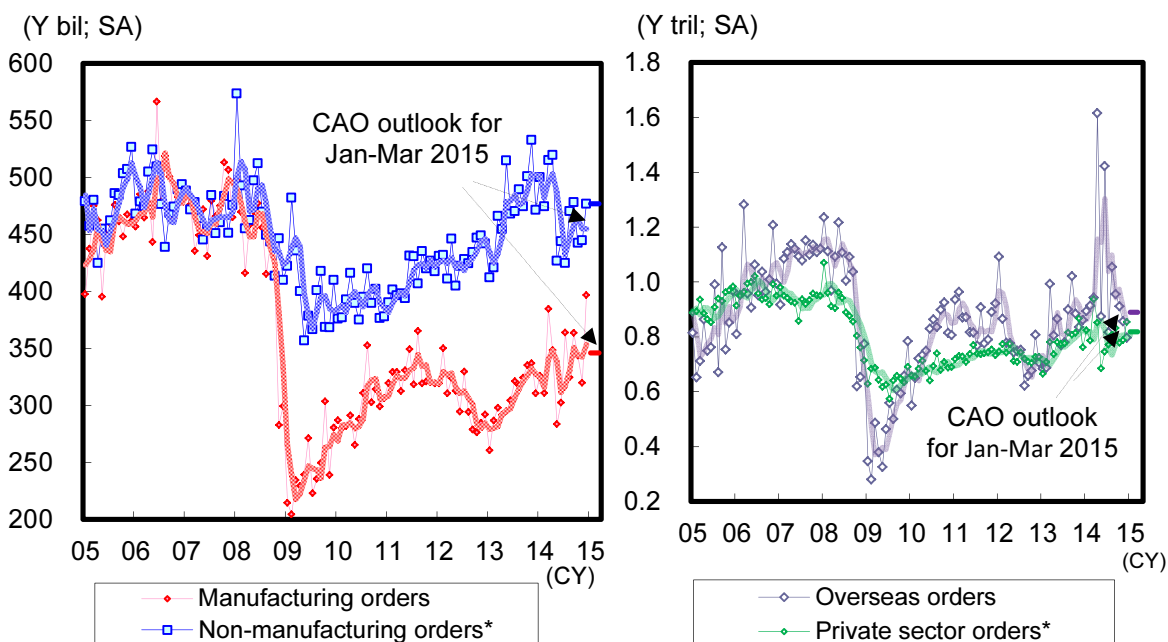 (Y bil; SA)
600
550
500
450
400
350
300
250
200
CAO outlook for
Jan-Mar 2015
05 06 07 08 09 10 11 12 13 14 15
(CY)
Manufacturing orders
Non-manufacturing orders*
(Y tril; SA)
1.8
1.6
1.4
1.2
1.0
0.8
0.6
0.4
0.2
CAO outlook
for Jan-Mar 2015
05 06 07 08 09 10 11 12 13 14 15
(CY)
Overseas orders
Private sector orders*